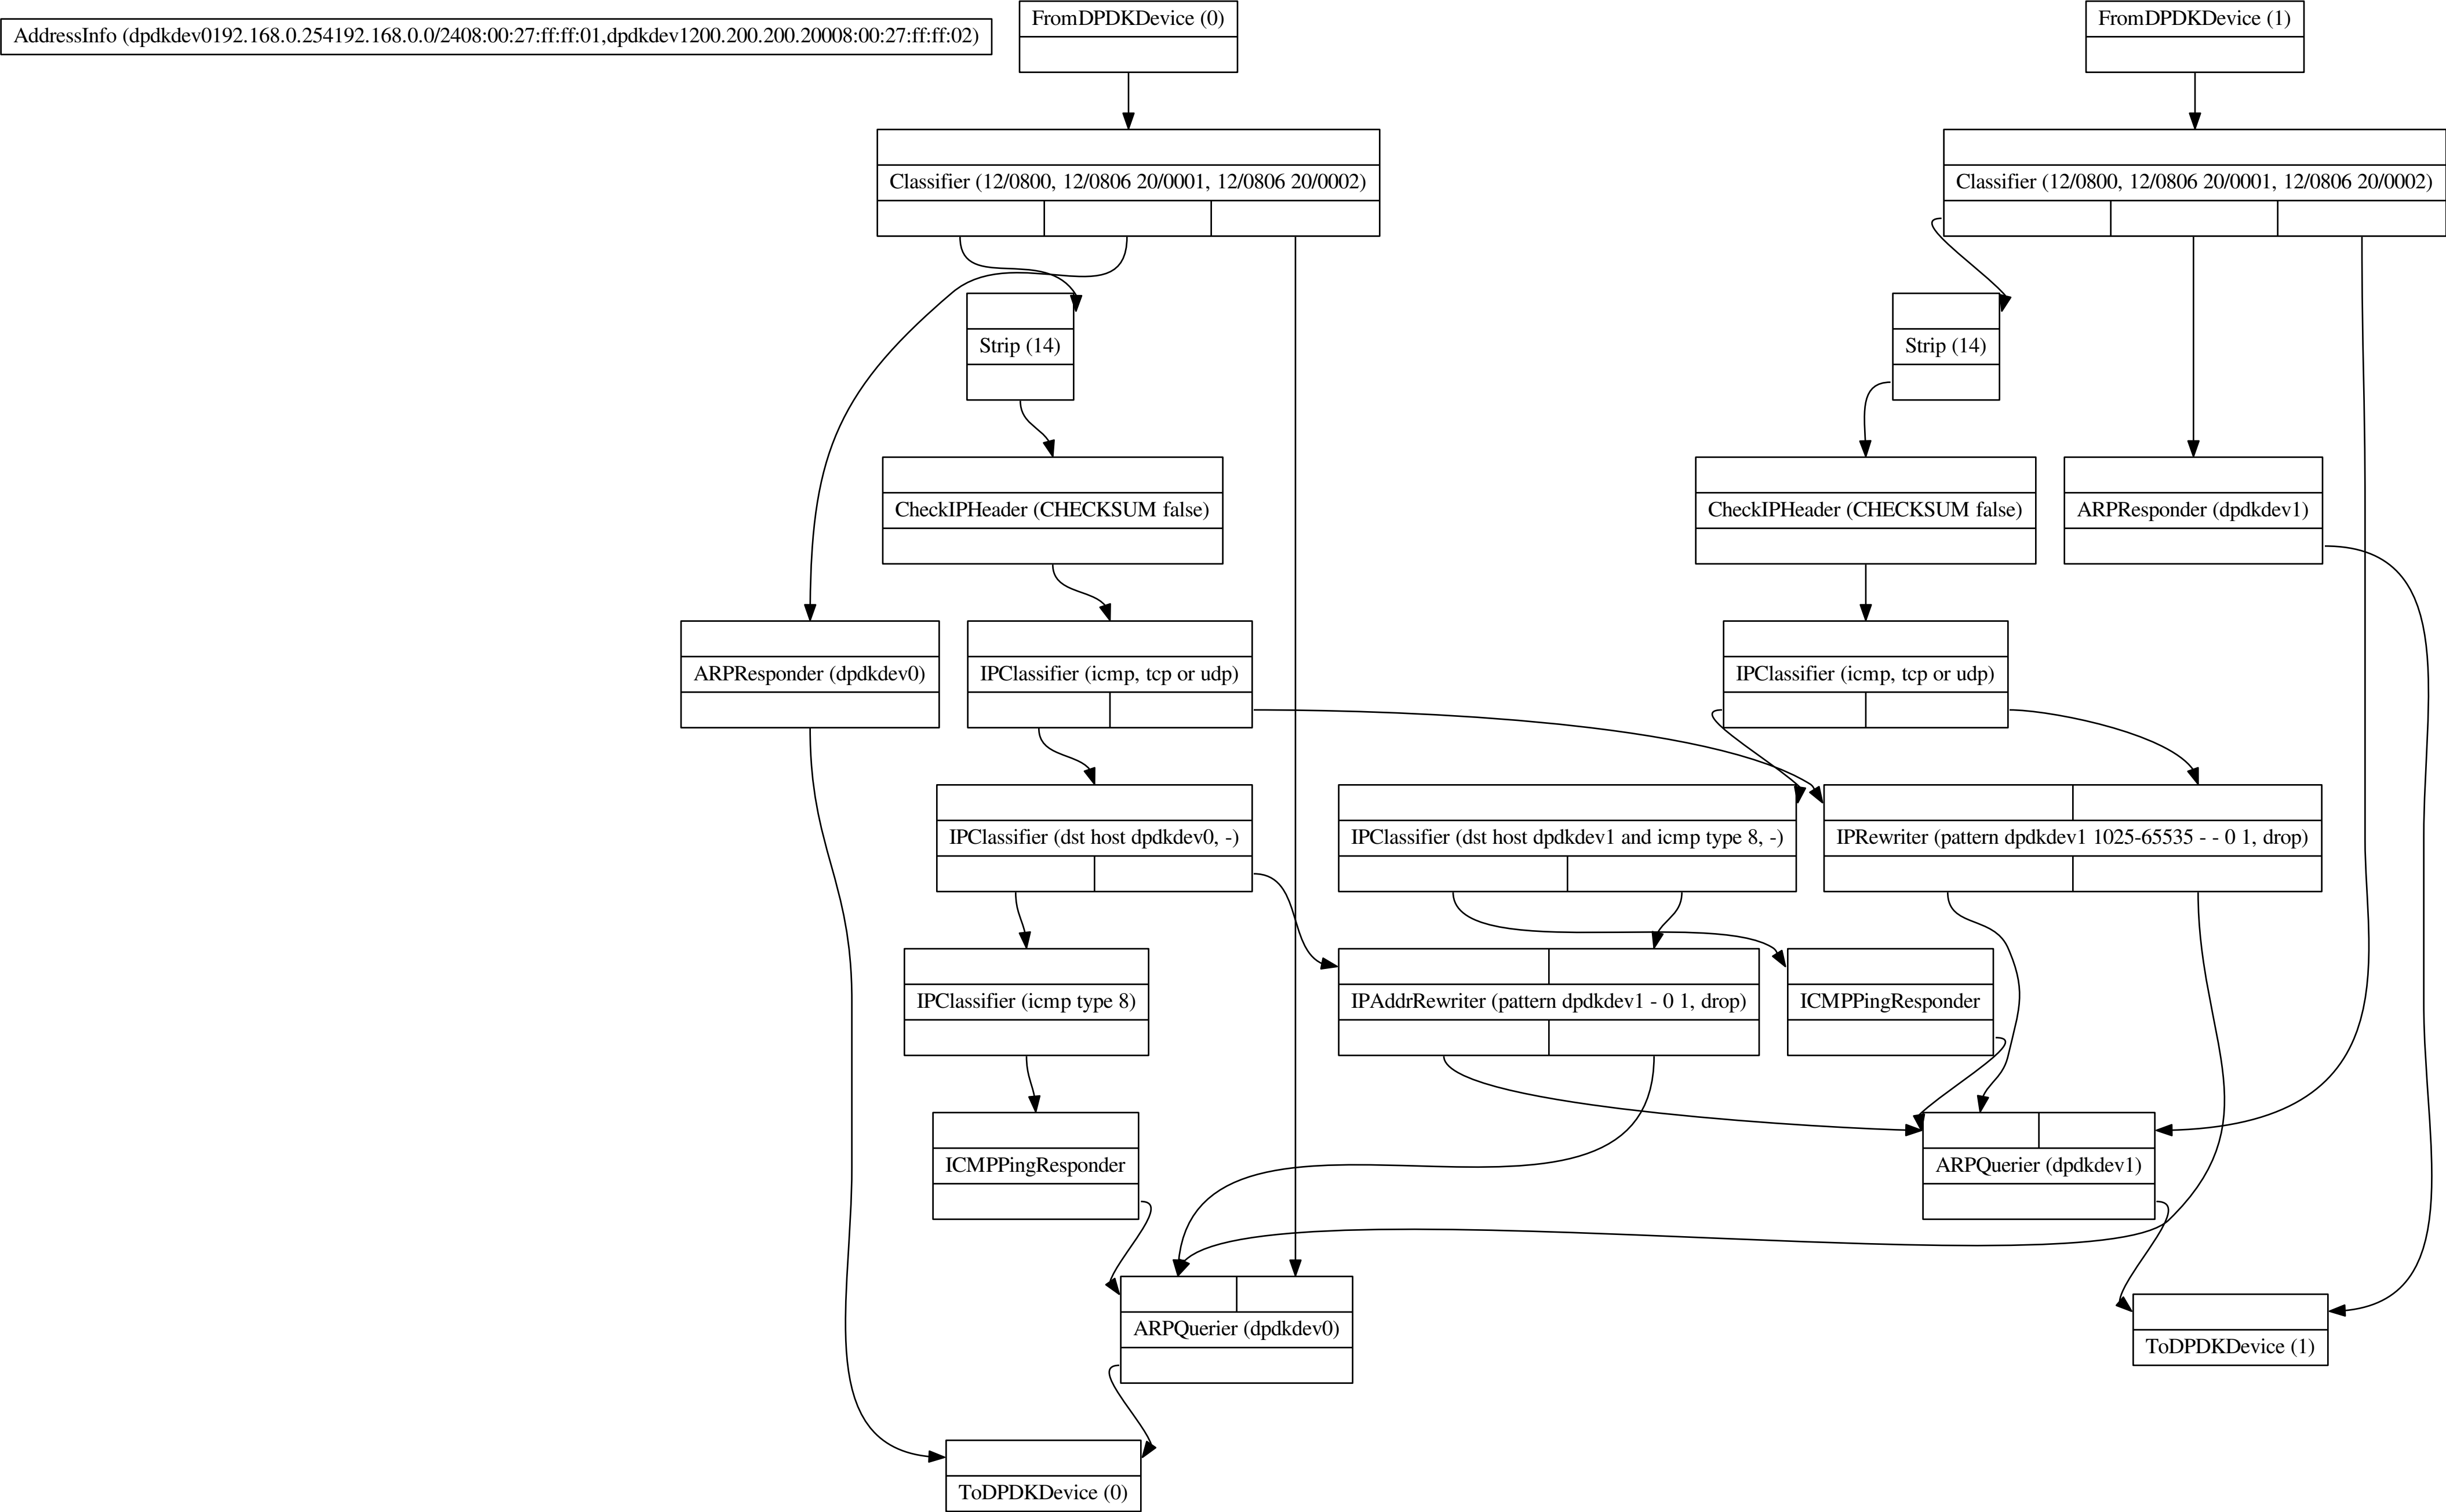 FromDPDKDevice (0)
FromDPDKDevice (1)
AddressInfo (dpdkdev0192.168.0.254192.168.0.0/2408:00:27:ff:ff:01,dpdkdev1200.200.200.20008:00:27:ff:ff:02)
Classifier (12/0800, 12/0806 20/0001, 12/0806 20/0002)
Classifier (12/0800, 12/0806 20/0001, 12/0806 20/0002)
Strip (14)
Strip (14)
CheckIPHeader (CHECKSUM false)
CheckIPHeader (CHECKSUM false)
ARPResponder (dpdkdev1)
ARPResponder (dpdkdev0)
IPClassifier (icmp, tcp or udp)
IPClassifier (icmp, tcp or udp)
IPClassifier (dst host dpdkdev0, -)
IPClassifier (dst host dpdkdev1 and icmp type 8, -)
IPRewriter (pattern dpdkdev1 1025-65535 - - 0 1, drop)
IPClassifier (icmp type 8)
IPAddrRewriter (pattern dpdkdev1 - 0 1, drop)
ICMPPingResponder
ICMPPingResponder
ARPQuerier (dpdkdev1)
ARPQuerier (dpdkdev0)
ToDPDKDevice (1)
ToDPDKDevice (0)